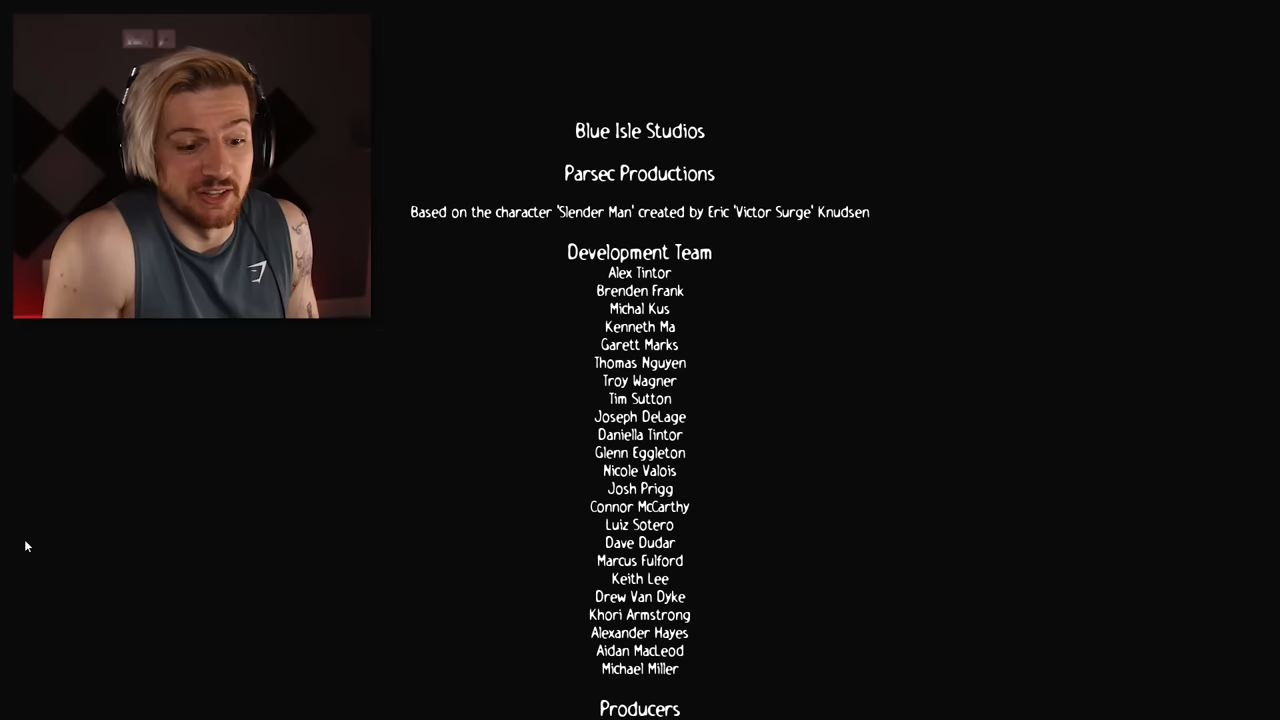 Blue Isle Studios
Parsec Productions
Based on the character 'Slender Man' created by Eric 'Victor Surge' Knudsen
Development Team
Alex Tintor
Brenden Frank
Michal Kus
Kenneth Ma
Garett Marks
Thomas Nguyen
Troy Wagner
Tim Sutton
Joseph DeLage
Daniella Tintor
Glenn Eggleton
Nicole Valois
Josh Prigg
Connor McCarthy
Luiz Sotero
Dave Dudar
Marcus Fulford
Keith Lee
Drew Van Dyke
Khori Armstrong
Alexander Hayes
Aidan MacLeod
Michael Miller
Producers